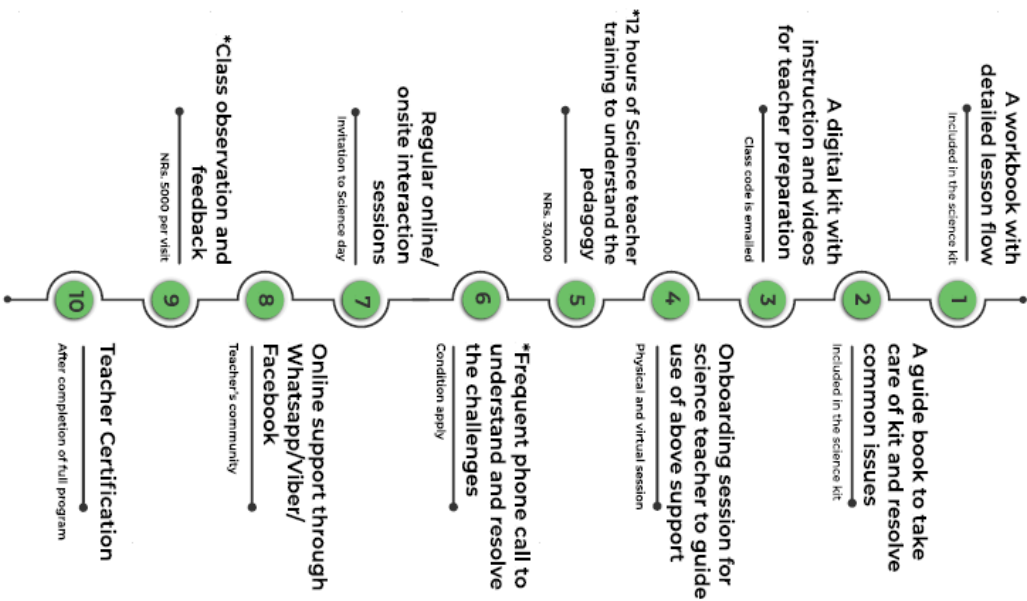 A workbook with
detailed lesson flow
Included in the science kit
1
A guide book to take
care of kit and resolve
common issues
Included in the science kit
2
A digital kit with
instruction and videos
for teacher preparation
Class code is emailed
3
Onboarding session for
science teacher to guide
use of above support
Physical and virtual session
4
*12 hours of Science teacher
training to understand the
pedagogy
NRs. 30,000
5
*Frequent phone call to
understand and resolve
the challenges
Condition apply
6
Regular online/
onsite interaction
sessions
Invitation to Science day
7
Online support through
Whatsapp/Viber/
Facebook
Teacher's community
8
*Class observation and
feedback
NRs. 5000 per visit
9
Teacher Certification
After completion of full program
10